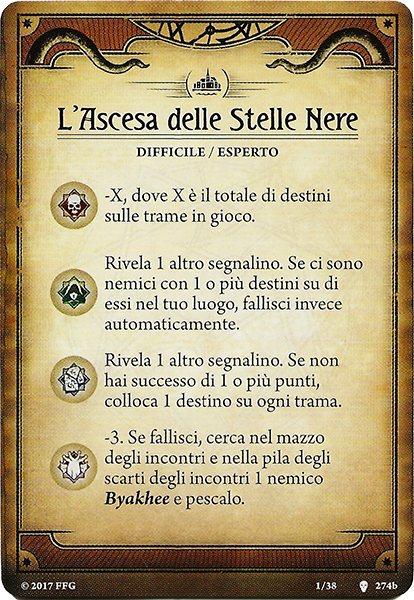 L'Ascesa delle Stelle Nere
DIFFICILE / ESPERTO
-X, dove X è il totale di destini
sulle trame in gioco.
Rivela 1 altro segnalino. Se ci sono
nemici con 1 o più destini su di
essi nel tuo luogo, fallisci invece
automaticamente.
Rivela 1 altro segnalino. Se non
hai successo di 1 o più punti,
colloca 1 destino su ogni trama.
-3. Se fallisci, cerca nel mazzo
degli incontri e nella pila degli
scarti degli incontri 1 nemico
Byakhee e pescalo.
© 2017 FFG 1/38 274b